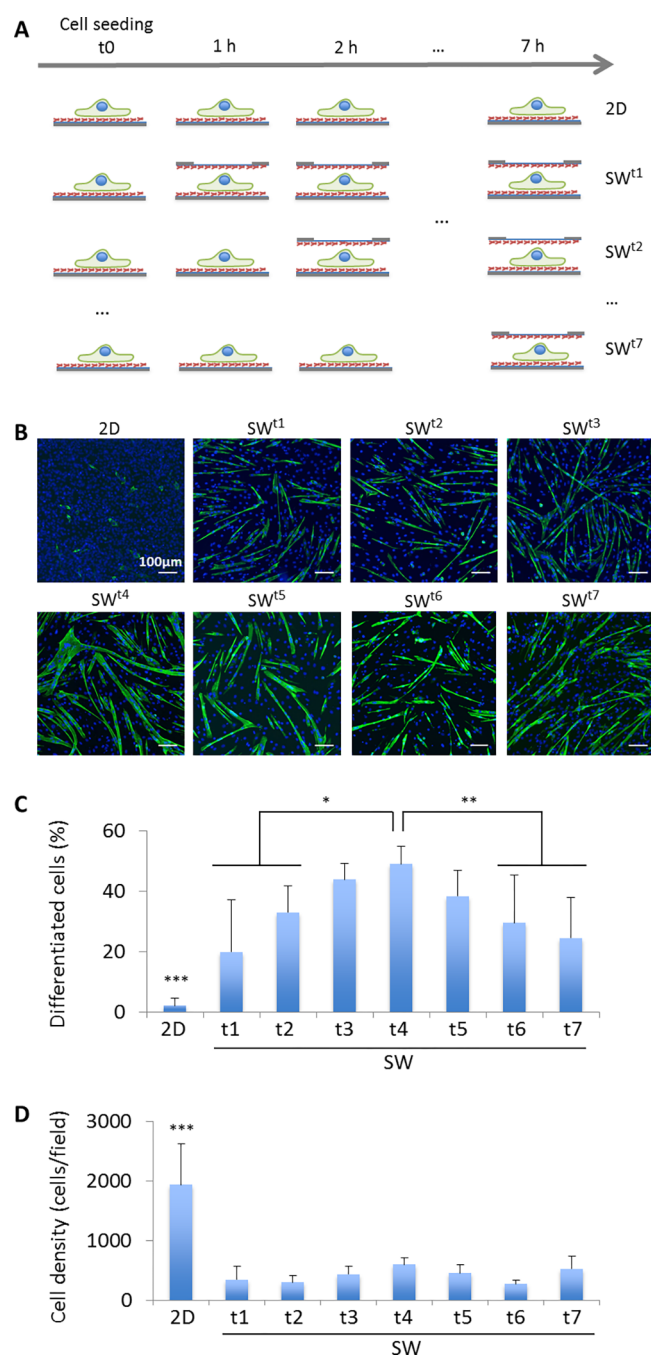 A
Cell seeding
t0 1 h 2 h ... 7 h
2D
SWt1
...
SWt2
... ...
SWt7
B
2D SWt1 SWt2 SWt3
100µm
SWt4 SWt5 SWt6 SWt7
C
Differentiated cells (%)
60
40
20
0
* **
***
2D t1 t2 t3 t4 t5 t6 t7
SW
D
Cell density (cells/field)
3000
2000
1000
0
***
2D t1 t2 t3 t4 t5 t6 t7
SW